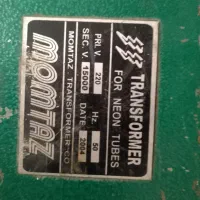 TRANSFORMER
FOR NEON TUBES
PRI. V. 220 Hz. 50
SEC. V. 15000 DATE 2004
MOMTAZ TRANSFORMER CO.
MOMTAZ